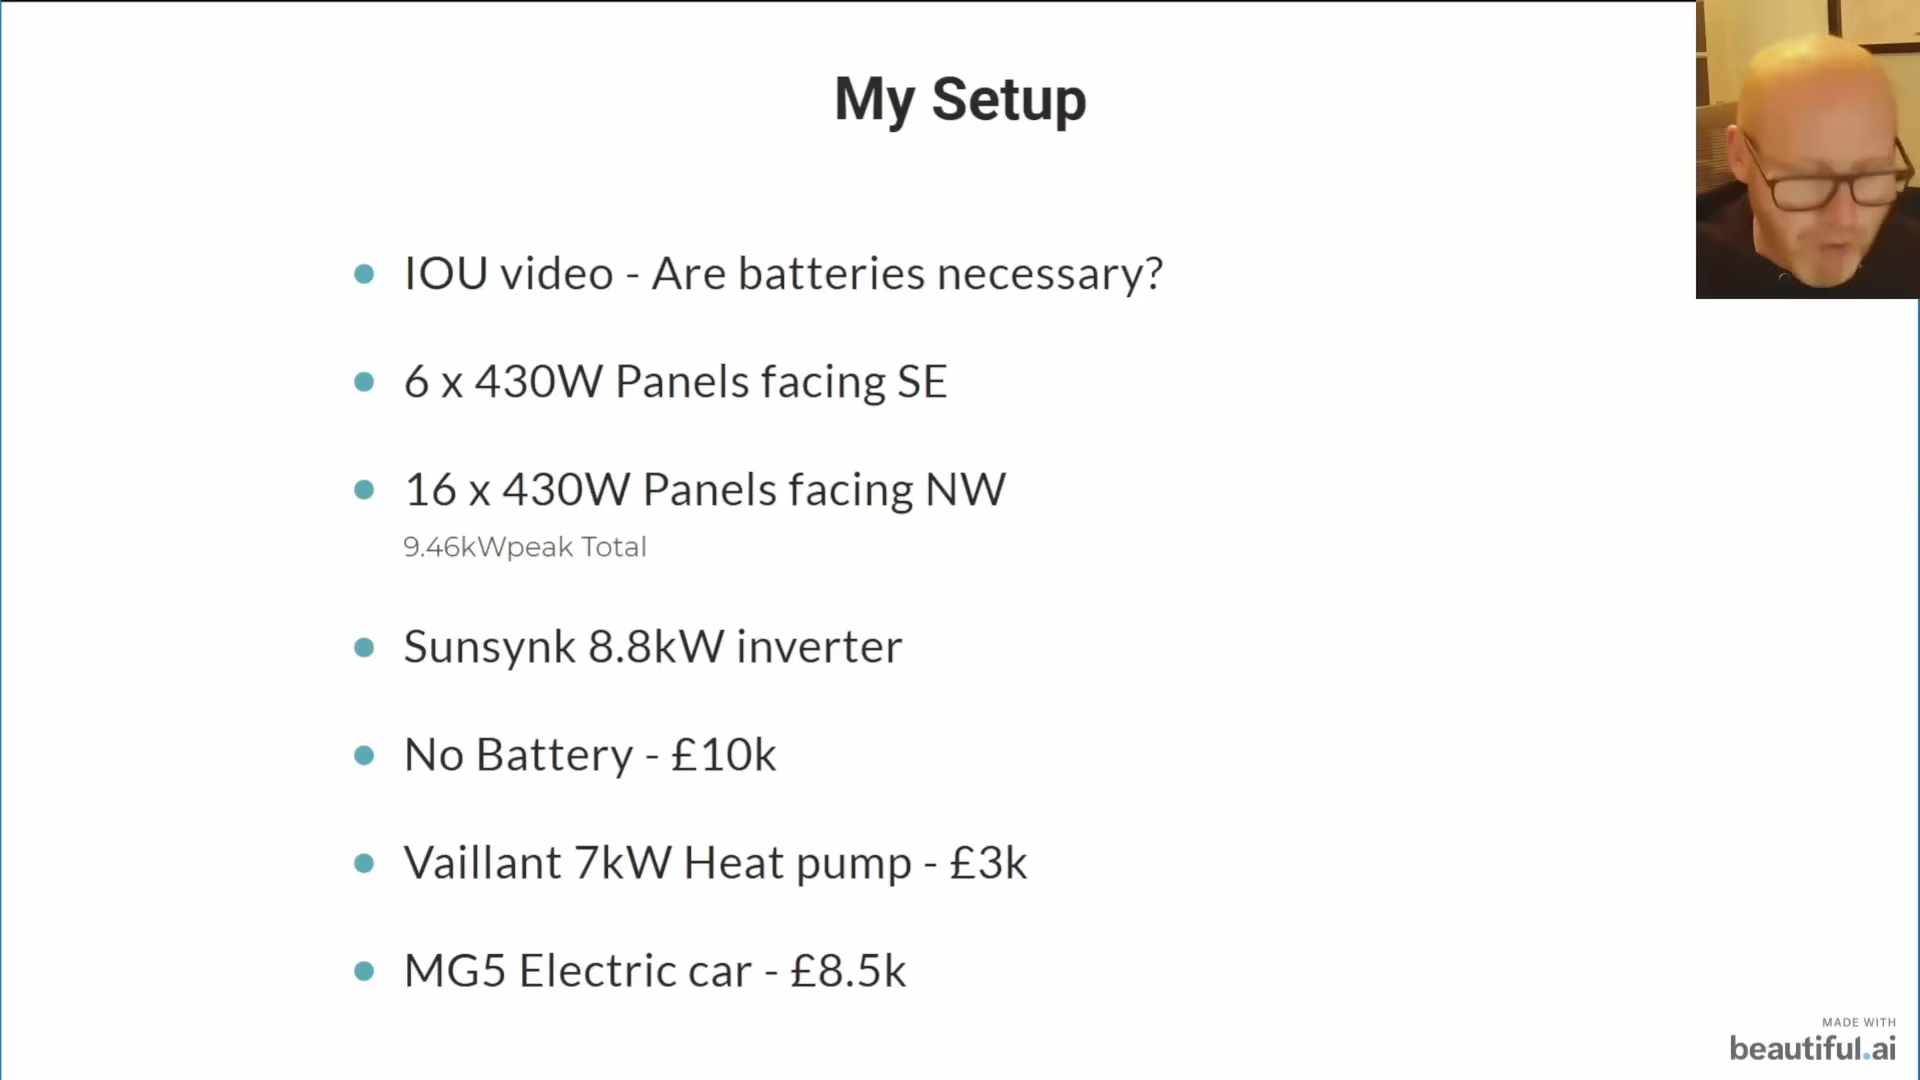 My Setup
IOU video - Are batteries necessary?
6 x 430W Panels facing SE
16 x 430W Panels facing NW
9.46kWpeak Total
Sunsynk 8.8kW inverter
No Battery - £10k
Vaillant 7kW Heat pump - £3k
MG5 Electric car - £8.5k
MADE WITH
beautiful.ai